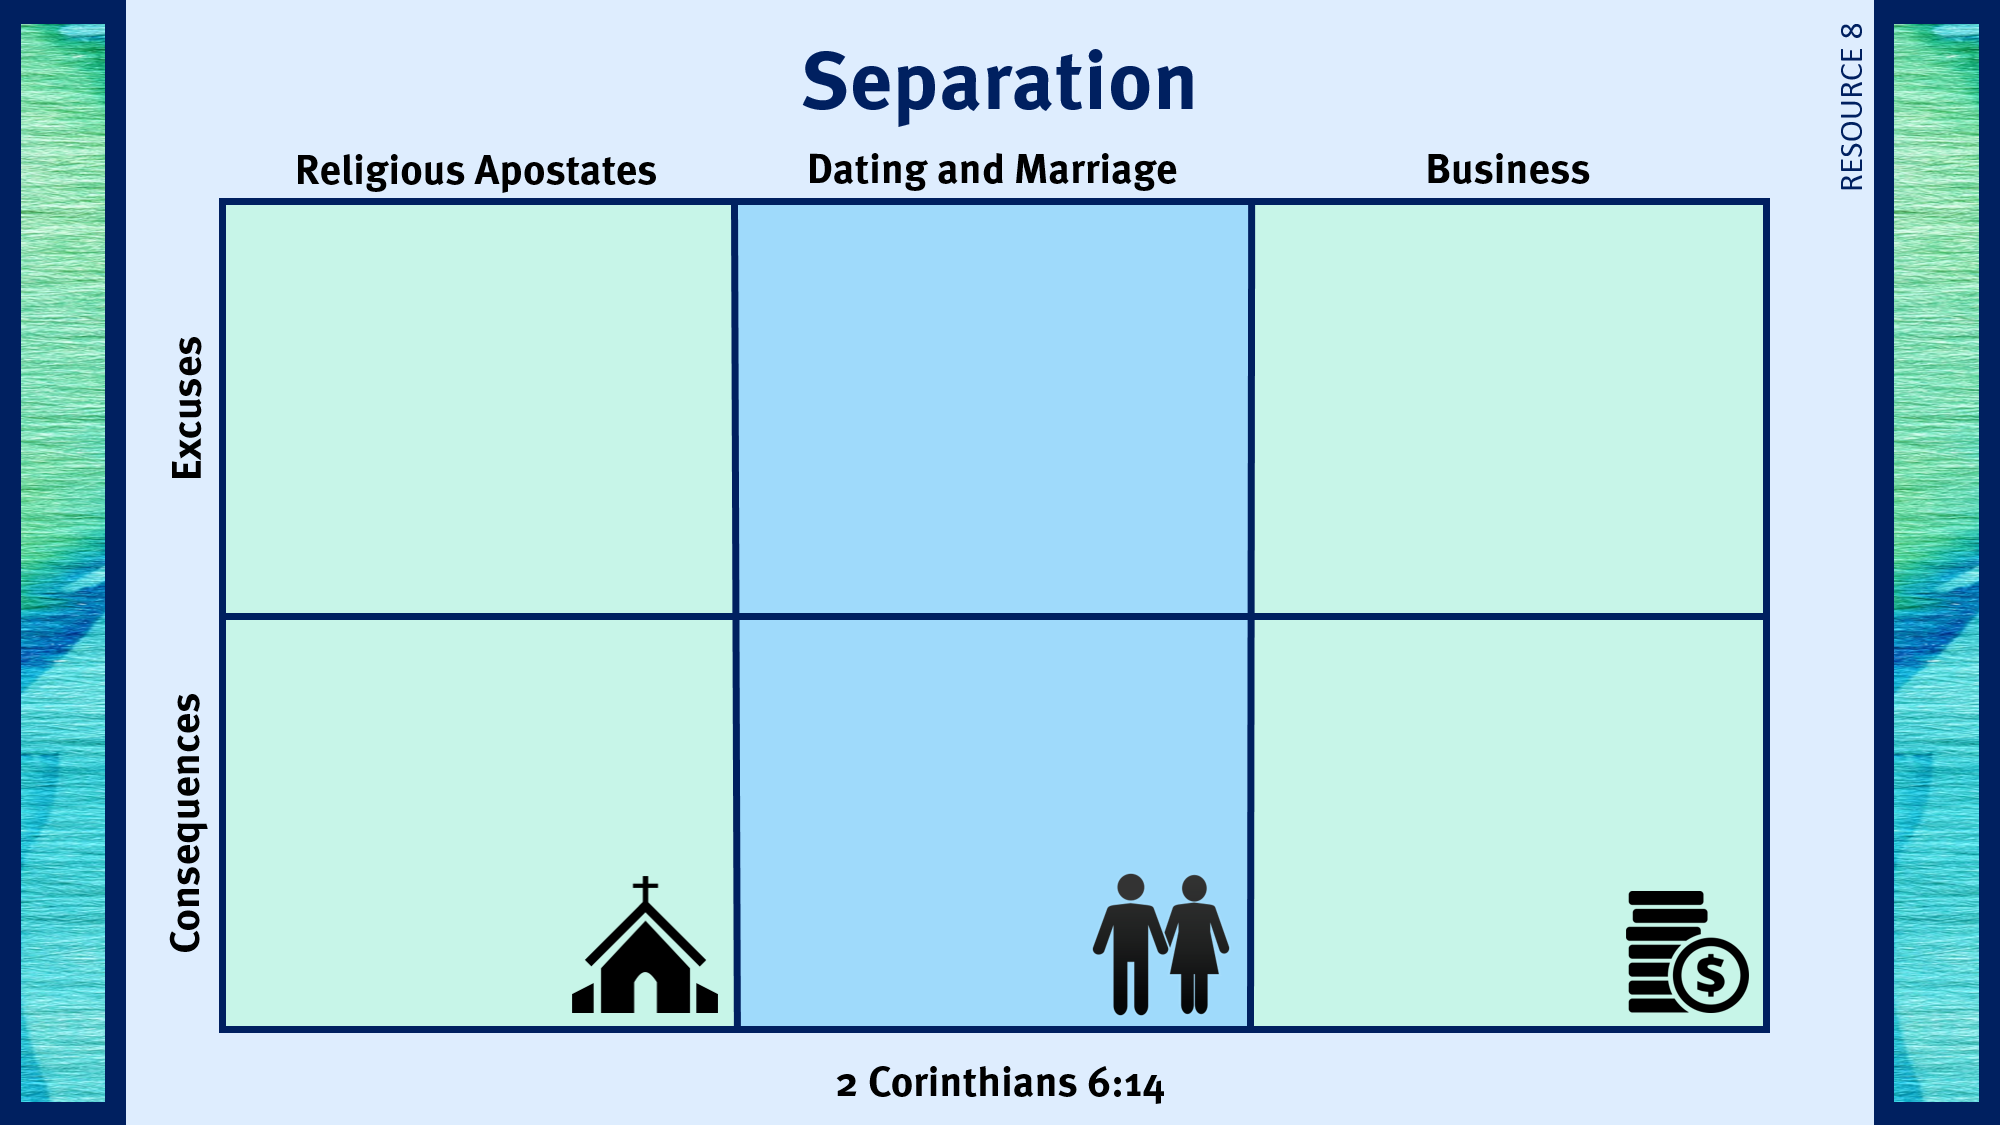 Separation
RESOURCE 8
Religious Apostates
Dating and Marriage
Business
Excuses
Consequences
$
2 Corinthians 6:14